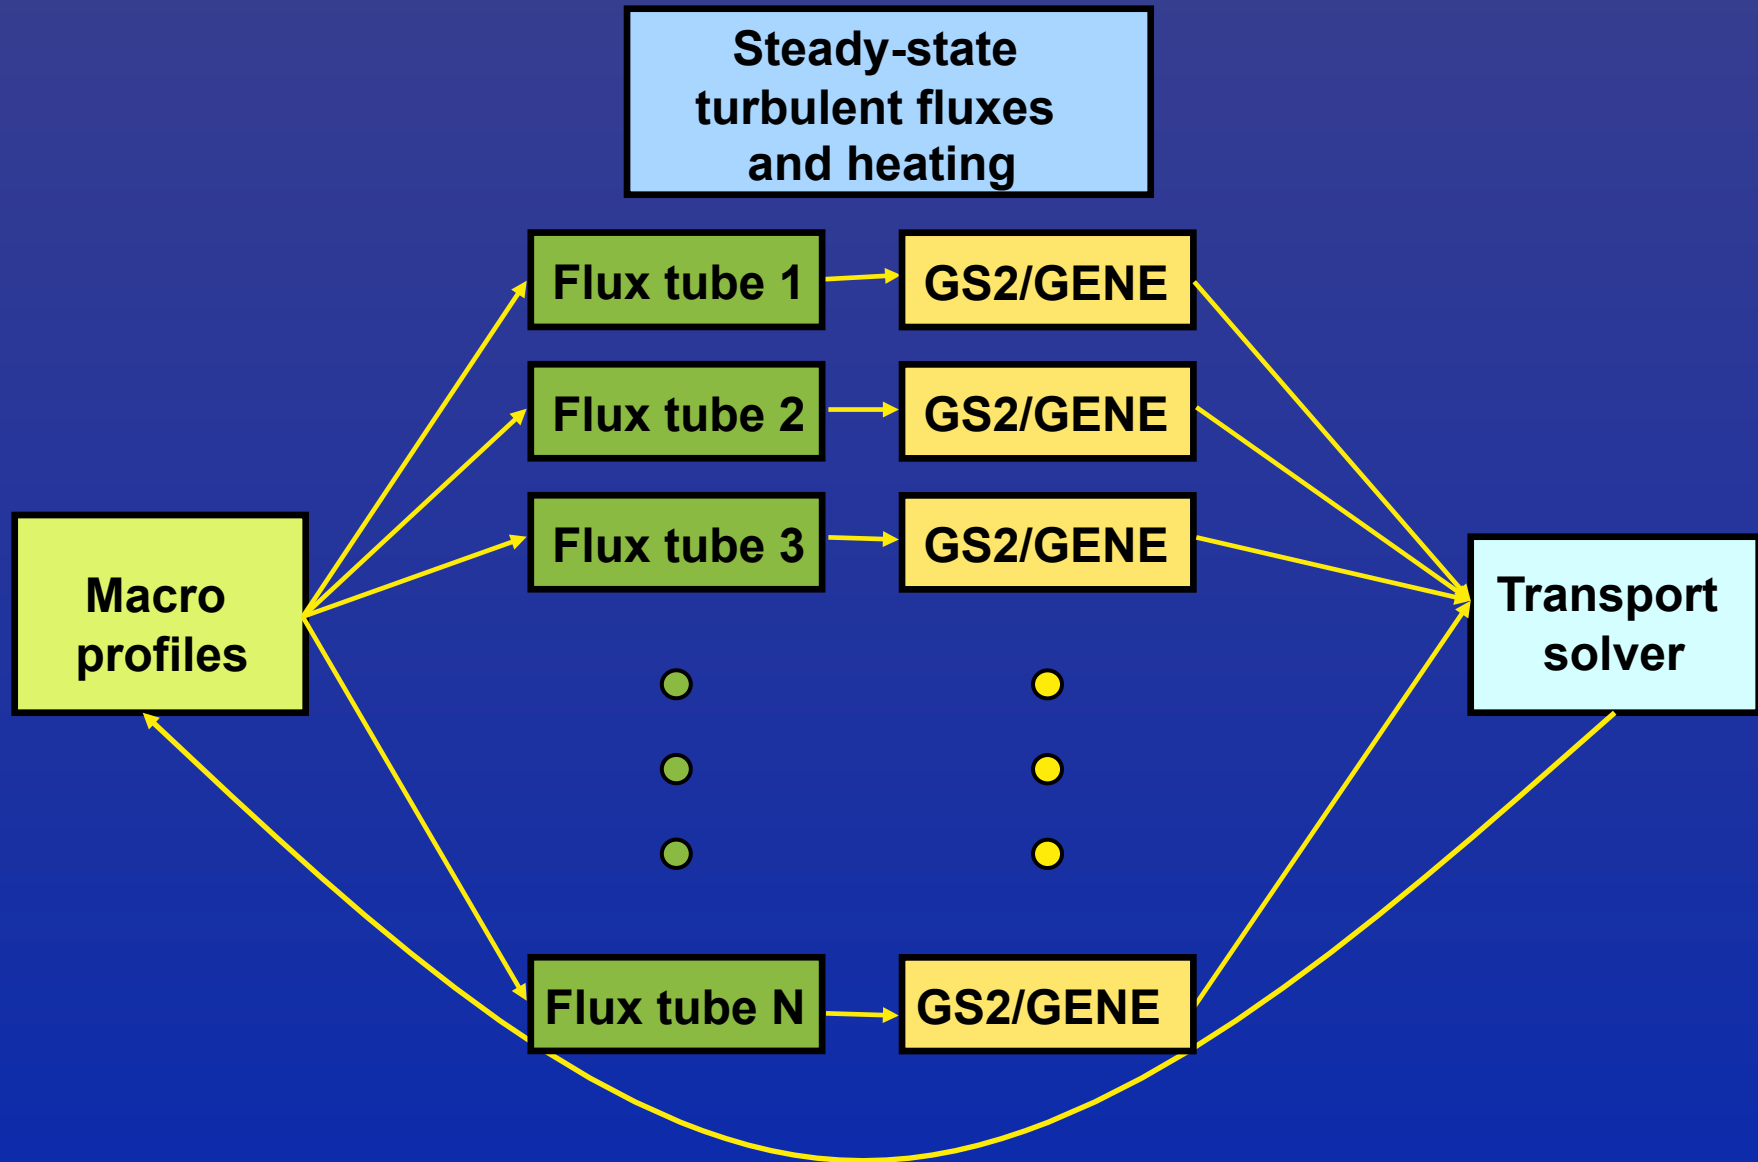 Steady-state
turbulent fluxes
and heating
Flux tube 1
GS2/GENE
Flux tube 2
GS2/GENE
Flux tube 3
GS2/GENE
Macro
profiles
Transport
solver
Flux tube N
GS2/GENE